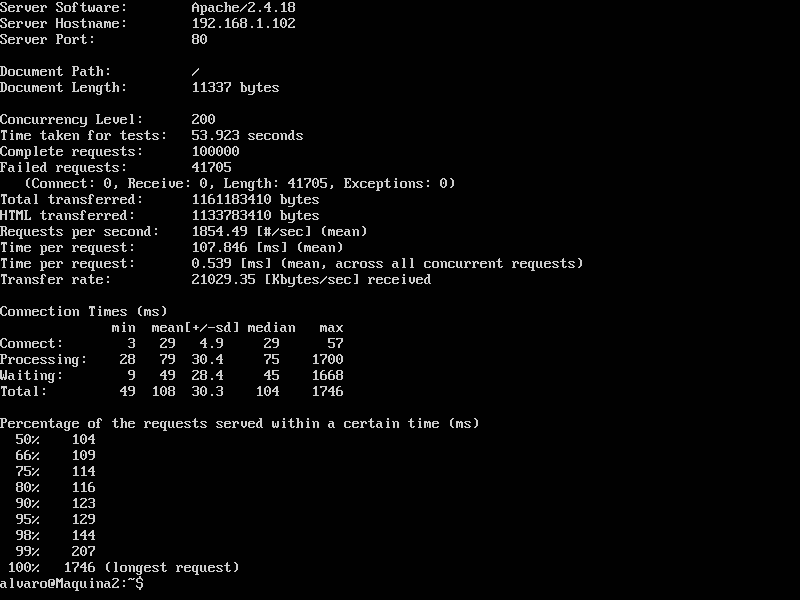 Server Software:        Apache/2.4.18
Server Hostname:        192.168.1.102
Server Port:            80

Document Path:          /
Document Length:        11337 bytes

Concurrency Level:      200
Time taken for tests:   53.923 seconds
Complete requests:      100000
Failed requests:        41705
   (Connect: 0, Receive: 0, Length: 41705, Exceptions: 0)
Total transferred:      1161183410 bytes
HTML transferred:       1133783410 bytes
Requests per second:    1854.49 [#/sec] (mean)
Time per request:       107.846 [ms] (mean)
Time per request:       0.539 [ms] (mean, across all concurrent requests)
Transfer rate:          21029.35 [Kbytes/sec] received

Connection Times (ms)
              min  mean[+/-sd] median   max
Connect:        3   29   4.9     29      57
Processing:    28   79  30.4     75    1700
Waiting:        9   49  28.4     45    1668
Total:         49  108  30.3    104    1746

Percentage of the requests served within a certain time (ms)
  50%    104
  66%    109
  75%    114
  80%    116
  90%    123
  95%    129
  98%    144
  99%    207
 100%   1746 (longest request)
alvaro@Maquina2:~$